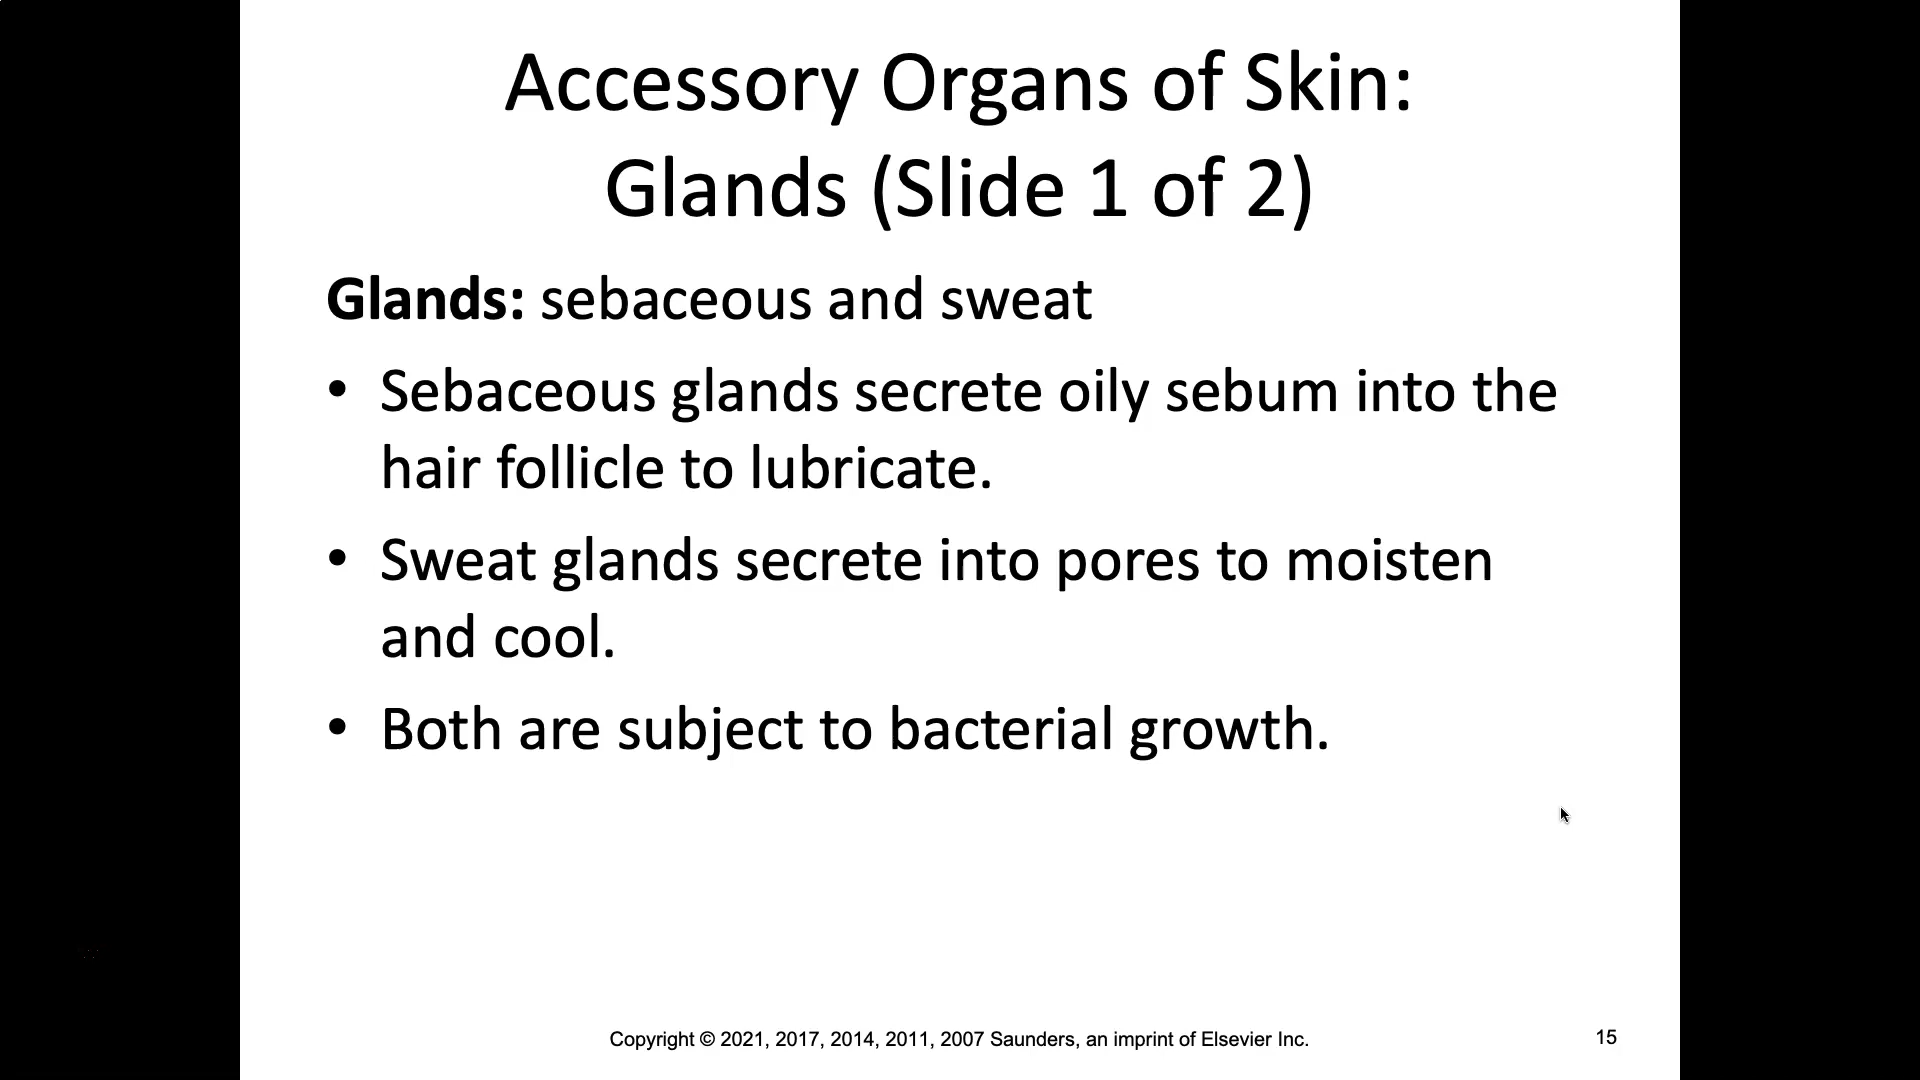 Accessory Organs of Skin:
Glands (Slide 1 of 2)
Glands: sebaceous and sweat
• Sebaceous glands secrete oily sebum into the
hair follicle to lubricate.
• Sweat glands secrete into pores to moisten
and cool.
• Both are subject to bacterial growth.
Copyright © 2021, 2017, 2014, 2011, 2007 Saunders, an imprint of Elsevier Inc.
15